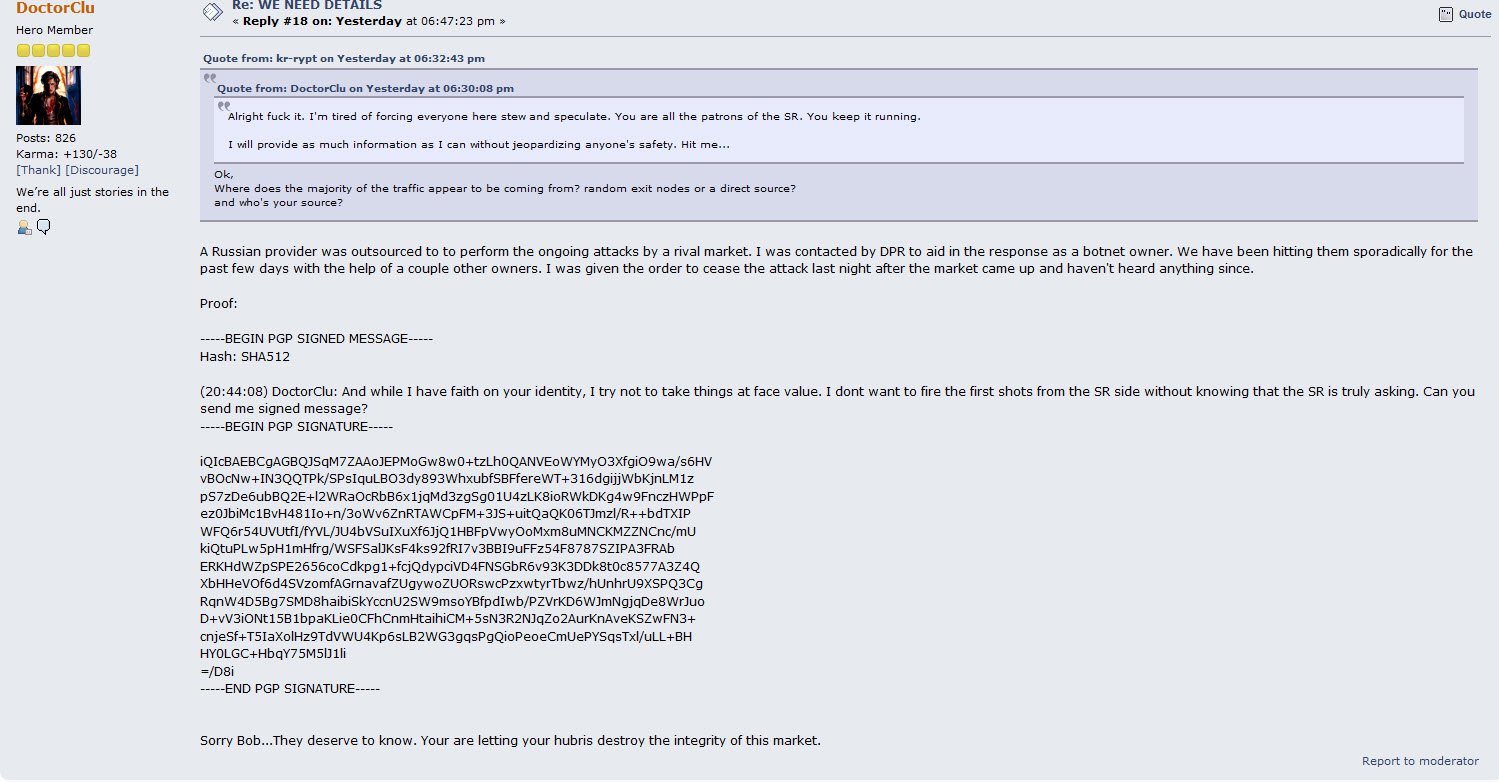 DoctorClu
Hero Member
Posts: 826
Karma: +130/-38
[Thank] [Discourage]
We're all just stories in the
end.
Re: WE NEED DETAILS
« Reply #18 on: Yesterday at 06:47:23 pm »
Quote
Quote from: kr-rypt on Yesterday at 06:32:43 pm
Quote from: DoctorClu on Yesterday at 06:30:08 pm
Alright fuck it. I'm tired of forcing everyone here stew and speculate. You are all the patrons of the SR. You keep it running.
I will provide as much information as I can without jeopardizing anyone's safety. Hit me...
Ok,
Where does the majority of the traffic appear to be coming from? random exit nodes or a direct source?
and who's your source?
A Russian provider was outsourced to to perform the ongoing attacks by a rival market. I was contacted by DPR to aid in the response as a botnet owner. We have been hitting them sporadically for the
past few days with the help of a couple other owners. I was given the order to cease the attack last night after the market came up and haven't heard anything since.
Proof:
-----BEGIN PGP SIGNED MESSAGE-----
Hash: SHA512
(20:44:08) DoctorClu: And while I have faith on your identity, I try not to take things at face value. I dont want to fire the first shots from the SR side without knowing that the SR is truly asking. Can you
send me signed message?
-----BEGIN PGP SIGNATURE-----
iQIcBAEBCgAGBQJSqM7ZAAoJEPMoGw8w0+tzLh0QANVEoWYMyO3XfgiO9wa/s6HV
vBOcNw+IN3QQTPk/SPsIquLBO3dy893WhxubfSBFfereWT+316dgijjWbKjnLM1z
pS7zDe6ubBQ2E+l2WRaOcRbB6x1jqMd3zgSg01U4zLK8ioRWkDKg4w9FnczHWPpF
ez0JbiMc1BvH481Io+n/3oWv6ZnRTAWCpFM+3JS+uitQaQK06TJmzl/R++bdTXIP
WFQ6r54UVUtfI/fYVL/JU4bVSuIXuXf6JjQ1HBFpVwyOoMxm8uMNCKMZZNCnc/mU
kiQtuPLw5pH1mHfrg/WSFSalJKsF4ks92fRI7v3BBI9uFFz54F8787SZIPA3FRAb
ERKHdWZpSPE2656coCdkpg1+fcjQdypciVD4FNSGbR6v93K3DDk8t0c8577A3Z4Q
XbHHeVOf6d4SVzomfAGrnavafZUgywoZUORswcPzxwtyrTbwz/hUnhrU9XSPQ3Cg
RqnW4D5Bg7SMD8haibiSkYccnU2SW9msoYBfpdIwb/PZVrKD6WJmNgjqDe8WrJuo
D+vV3iONt15B1bpaKLie0CFhCnmHtaihiCM+5sN3R2NJqZo2AurKnAveKSZwFN3+
cnjeSf+T5IaXolHz9TdVWU4Kp6sLB2WG3gqsPgQioPeoeCmUePYSqsTxl/uLL+BH
HY0LGC+HbqY75M5lJ1li
=/D8i
-----END PGP SIGNATURE-----
Sorry Bob...They deserve to know. Your are letting your hubris destroy the integrity of this market.
Report to moderator